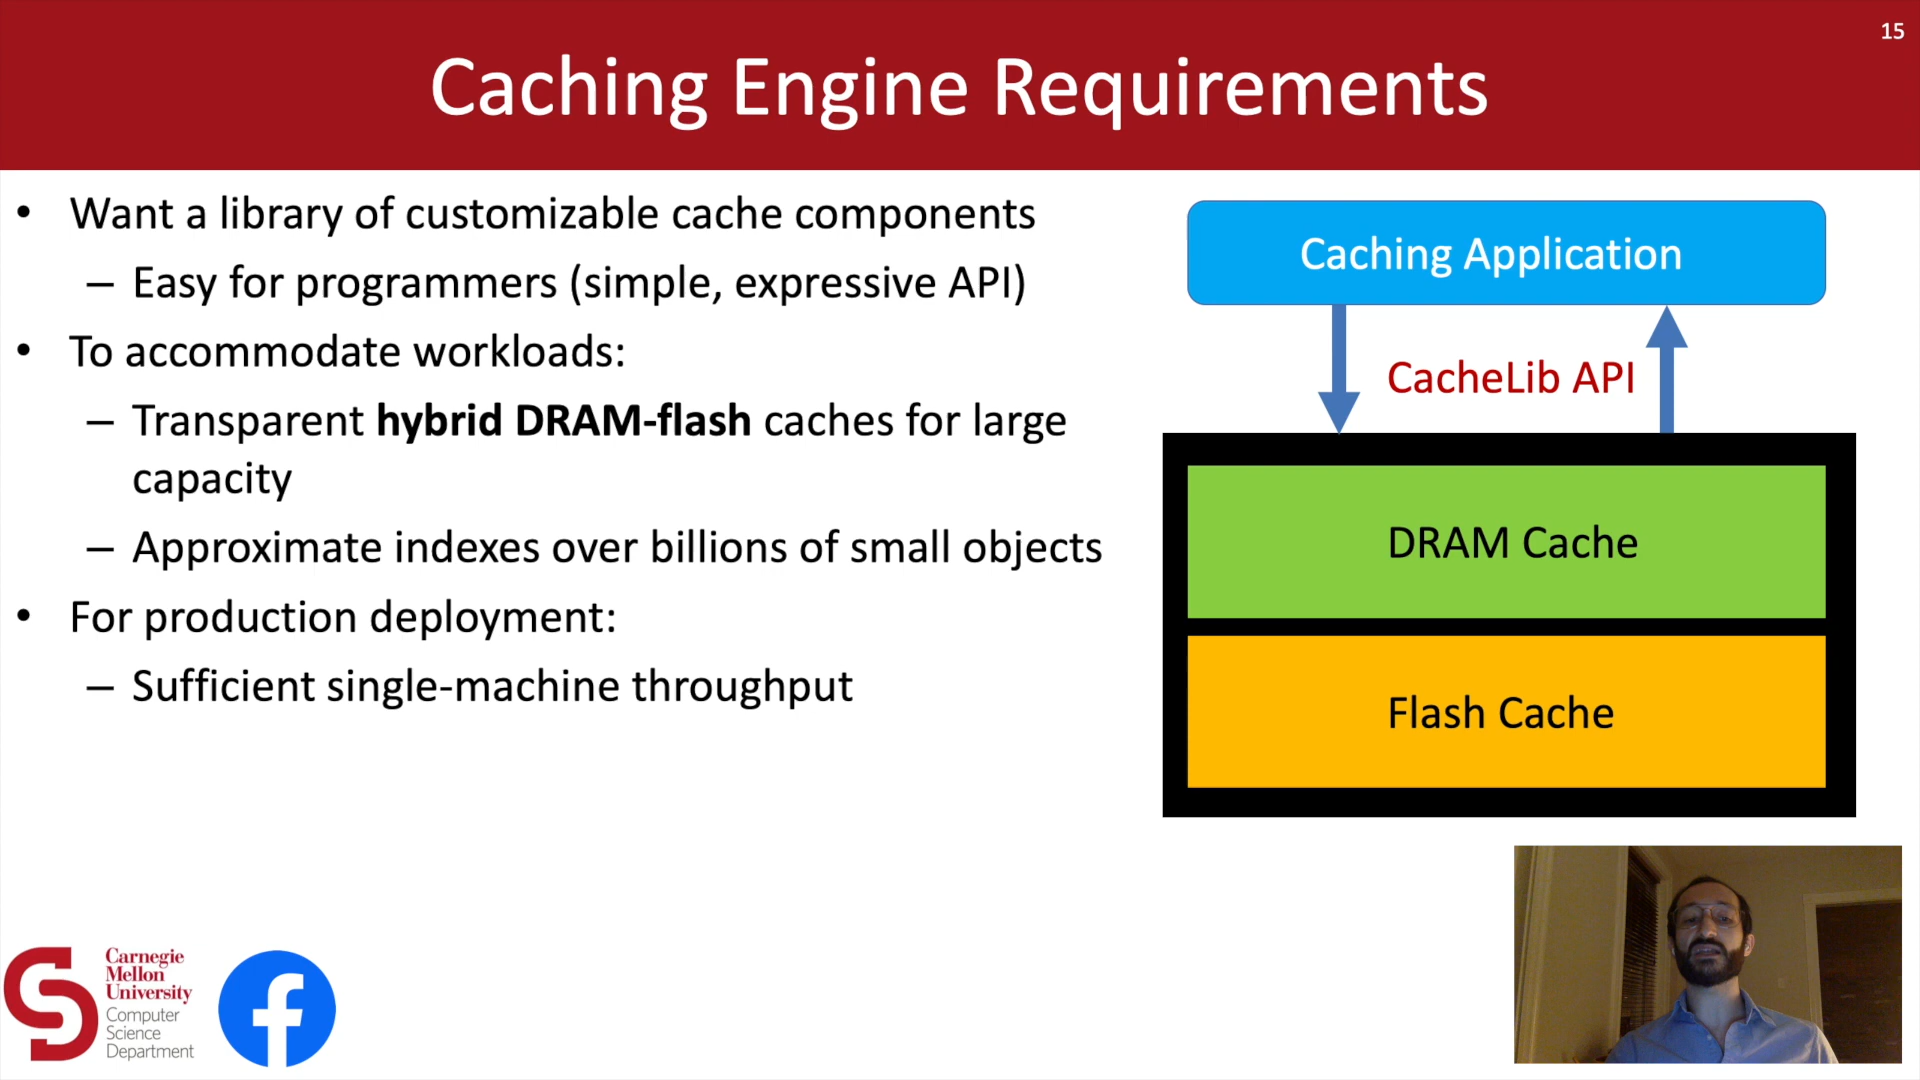 15
Caching Engine Requirements
• Want a library of customizable cache components
– Easy for programmers (simple, expressive API)
• To accommodate workloads:
– Transparent hybrid DRAM-flash caches for large
capacity
– Approximate indexes over billions of small objects
• For production deployment:
– Sufficient single-machine throughput
Caching Application
CacheLib API
DRAM Cache
Flash Cache
Carnegie
Mellon
University
Computer
Science
Department